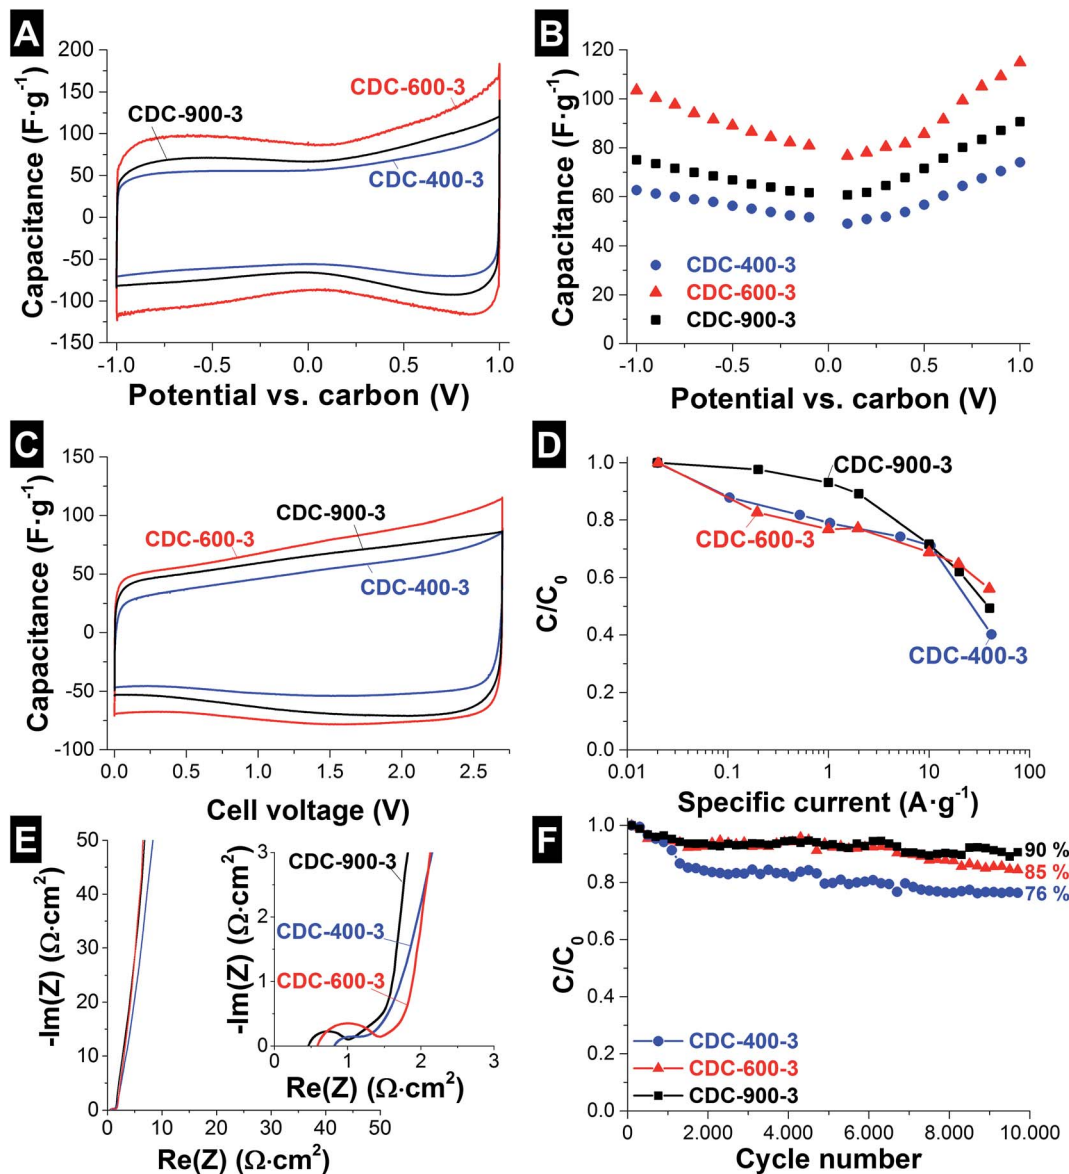 A
Capacitance (F·g-1)
200
150
100
50
0
-50
-100
-150
CDC-600-3
CDC-900-3
CDC-400-3
-1.0
-0.5
0.0
0.5
1.0
Potential vs. carbon (V)
B
Capacitance (F·g-1)
120
100
80
60
40
20
0
CDC-400-3
CDC-600-3
CDC-900-3
-1.0
-0.5
0.0
0.5
1.0
Potential vs. carbon (V)
C
Capacitance (F·g-1)
150
100
50
0
-50
-100
CDC-900-3
CDC-600-3
CDC-400-3
0.0
0.5
1.0
1.5
2.0
2.5
Cell voltage (V)
D
C/C0
1.0
0.8
0.6
0.4
0.2
0.0
CDC-900-3
CDC-600-3
CDC-400-3
0.01
0.1
1
10
100
Specific current (A·g-1)
E
-Im(Z) (Ω·cm2)
50
40
30
20
10
0
10
20
30
40
50
Re(Z) (Ω·cm2)
-Im(Z) (Ω·cm2)
3
2
1
0
CDC-900-3
CDC-400-3
CDC-600-3
0
1
2
3
Re(Z) (Ω·cm2)
F
C/C0
1.0
0.8
0.6
0.4
0.2
0.0
90 %
85 %
76 %
CDC-400-3
CDC-600-3
CDC-900-3
0
2.000
4.000
6.000
8.000
10.000
Cycle number